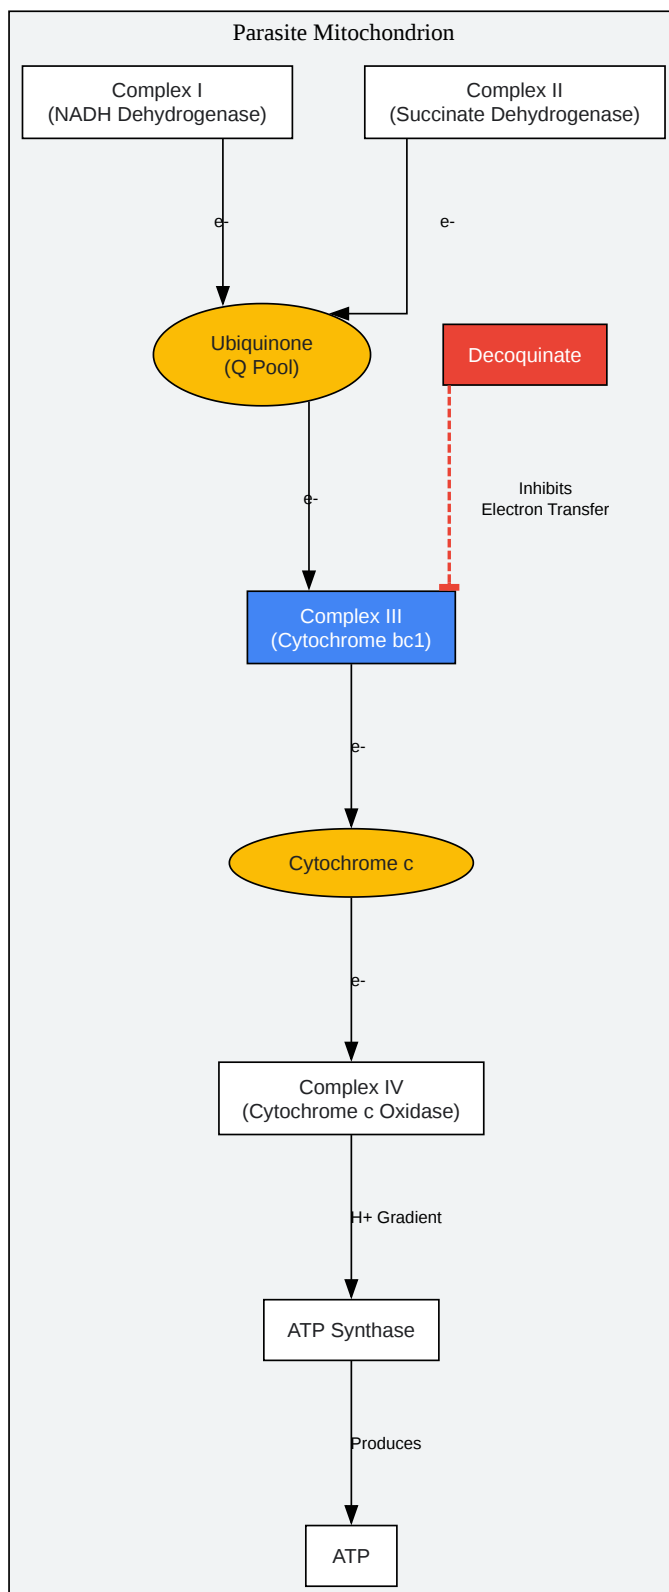 Parasite Mitochondrion
Complex I
(NADH Dehydrogenase)
Complex II
(Succinate Dehydrogenase)
e-
e-
Ubiquinone
(Q Pool)
Decoquinate
e-
Inhibits
Electron Transfer
Complex III
(Cytochrome bc1)
e-
Cytochrome c
e-
Complex IV
(Cytochrome c Oxidase)
H+ Gradient
ATP Synthase
Produces
ATP